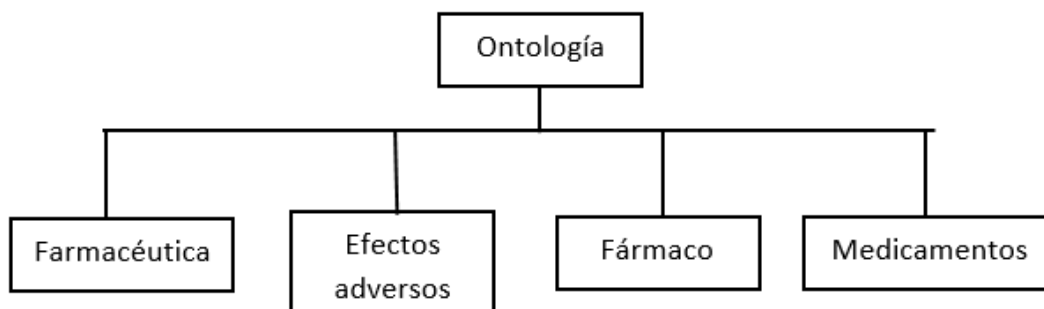 Ontología
Farmacéutica
Efectos
adversos
Fármaco
Medicamentos